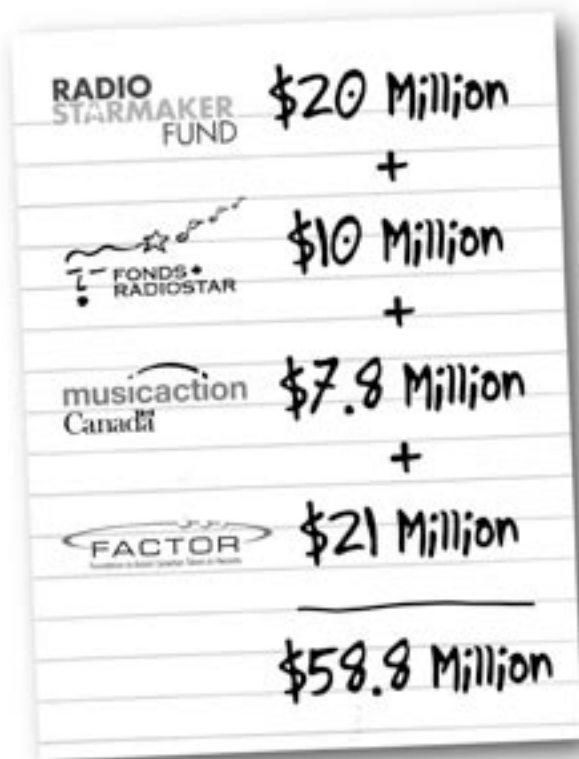 RADIO
STARMAKER
FUND
$20 Million
+
FONDS
RADIOSTAR
$10 Million
+
musicaction
Canada
$7.8 Million
+
FACTOR
$21 Million
$58.8 Million